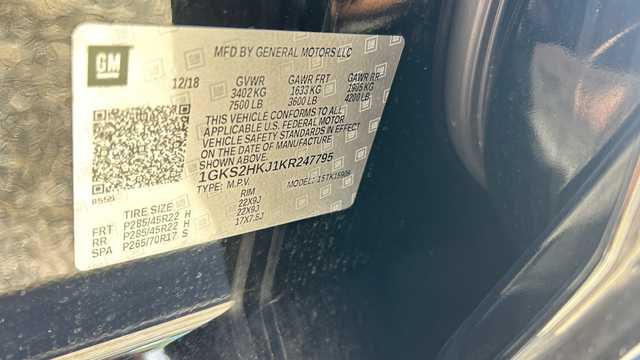 GM
MFD BY GENERAL MOTORS LLC
12/18 GVWR GAWR FRT GAWR RR
3402 KG 1633 KG 1905 KG
7500 LB 3600 LB 4200 LB
THIS VEHICLE CONFORMS TO ALL
APPLICABLE U.S. FEDERAL MOTOR
VEHICLE SAFETY STANDARDS IN EFFECT
ON THE DATE OF MANUFACTURE
SHOWN ABOVE.
1GKS2HKJ1KR247795
TYPE: M.P.V. MODEL: 1STK15906
TIRE SIZE RIM
FRT P285/45R22 H 22X9J
RR P285/45R22 H 22X9J
SPA P265/70R17 S 17X7.5J